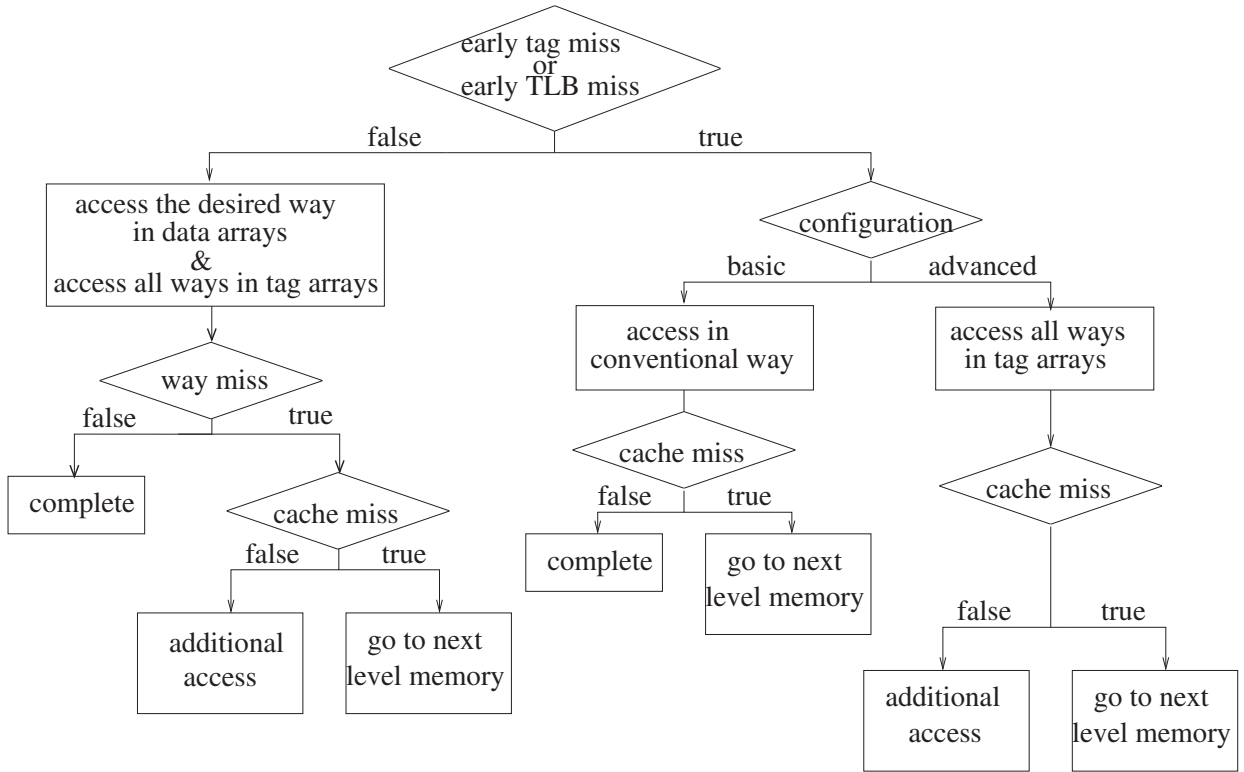 early tag miss
or
early TLB miss
false
true
access the desired way
in data arrays
&
access all ways in tag arrays
configuration
basic
advanced
way miss
access in
conventional way
access all ways
in tag arrays
false
true
cache miss
complete
cache miss
false
true
cache miss
false
true
complete
go to next
level memory
additional
access
go to next
level memory
false
true
additional
access
go to next
level memory